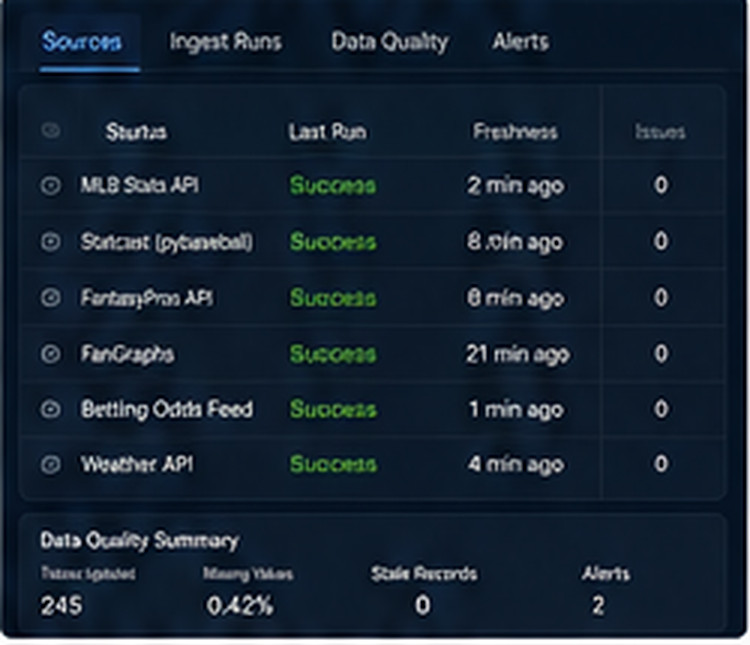 Sources Ingest Runs Data Quality Alerts
Status Last Run Freshness Issues
MLB Stats API Success 2 min ago 0
Statcast (pybaseball) Success 8 min ago 0
FantasyPros API Success 8 min ago 0
FanGraphs Success 21 min ago 0
Betting Odds Feed Success 1 min ago 0
Weather API Success 4 min ago 0
Data Quality Summary
Missing Values Stale Records Alerts
245 0.42% 0 2